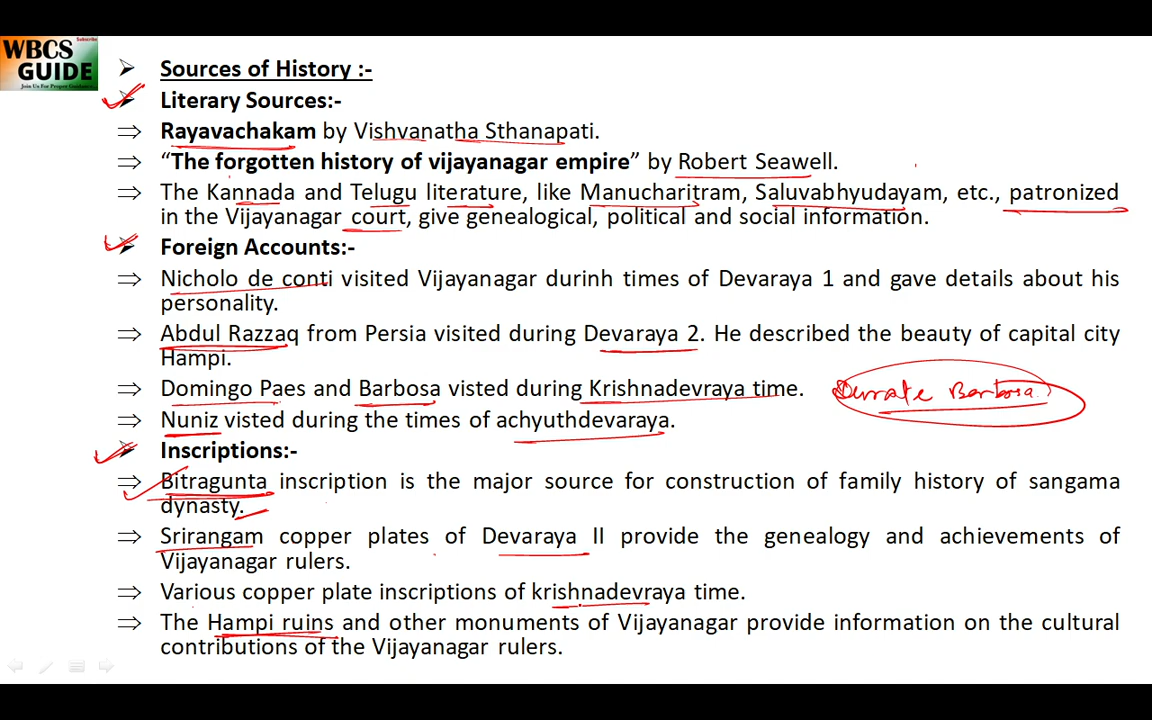 Subscribe
WBCS
GUIDE
Join Us For Proper Guidance
Sources of History :-
Literary Sources:-
⇒ Rayavachakam by Vishvanatha Sthanapati.
⇒ “The forgotten history of vijayanagar empire” by Robert Seawell.
⇒ The Kannada and Telugu literature, like Manucharitram, Saluvabhyudayam, etc., patronized
in the Vijayanagar court, give genealogical, political and social information.
Foreign Accounts:-
⇒ Nicholo de conti visited Vijayanagar durinh times of Devaraya 1 and gave details about his
personality.
⇒ Abdul Razzaq from Persia visited during Devaraya 2. He described the beauty of capital city
Hampi.
⇒ Domingo Paes and Barbosa visted during Krishnadevraya time. Barbosa
⇒ Nuniz visted during the times of achyuthdevaraya.
Inscriptions:-
⇒ Bitragunta inscription is the major source for construction of family history of sangama
dynasty.
⇒ Srirangam copper plates of Devaraya II provide the genealogy and achievements of
Vijayanagar rulers.
⇒ Various copper plate inscriptions of krishnadevraya time.
⇒ The Hampi ruins and other monuments of Vijayanagar provide information on the cultural
contributions of the Vijayanagar rulers.